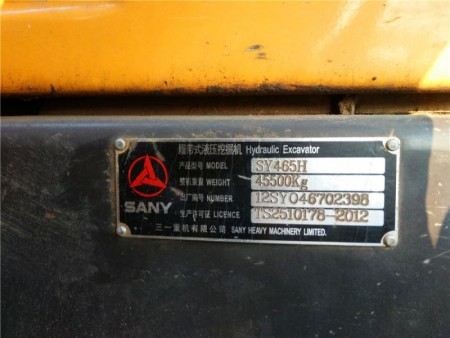 履带式液压挖掘机 Hydraulic Excavator
产品型号 MODEL SY465H
整机重量 WEIGHT 45500Kg
出厂编号 NUMBER 12SY046702398
生产许可证 LICENCE TS2510178-2012
SANY
三一重机有限公司 SANY HEAVY MACHINERY LIMITED.